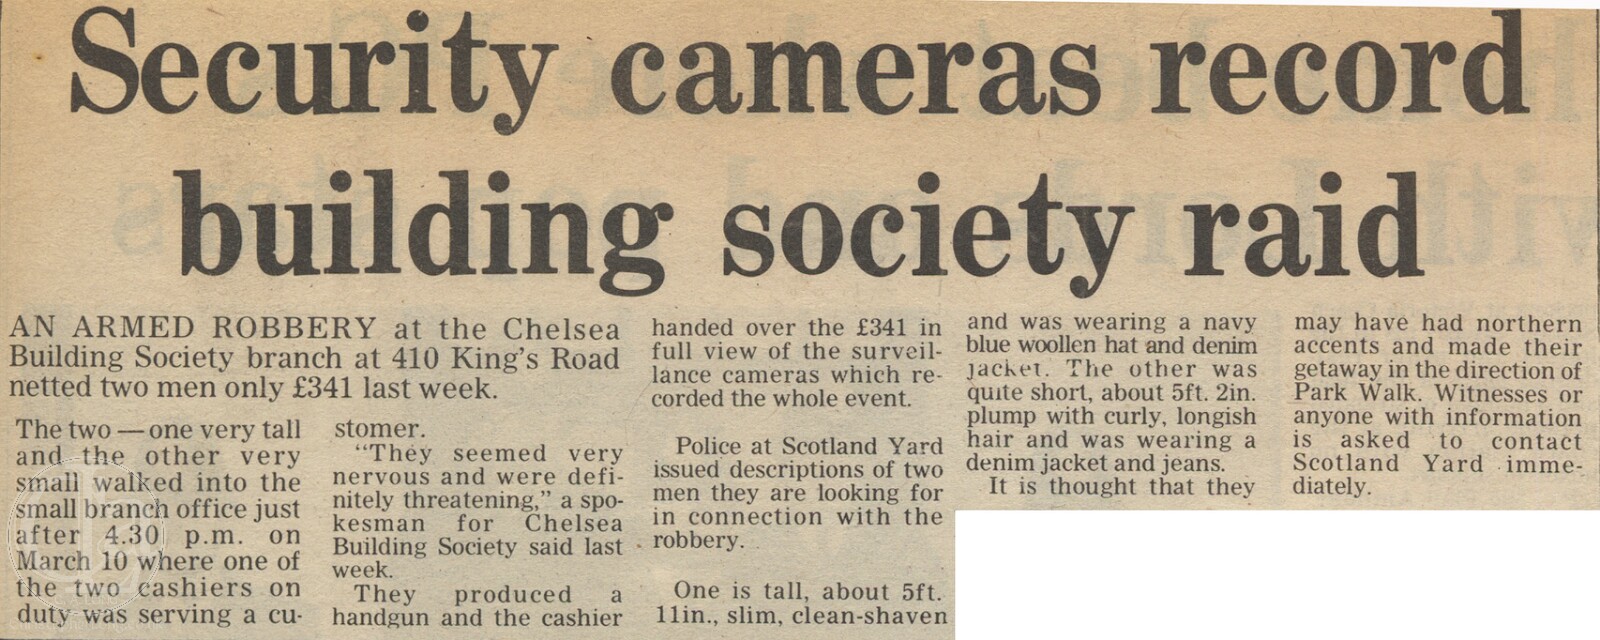 Security cameras record
building society raid
AN ARMED ROBBERY at the Chelsea
Building Society branch at 410 King's Road
netted two men only £341 last week.
The two — one very tall
and the other very
small walked into the
small branch office just
after 4.30 p.m. on
March 10 where one of
the two cashiers on
duty was serving a cu-
stomer.
"They seemed very
nervous and were defi-
nitely threatening," a spo-
kesman for Chelsea
Building Society said last
week.
They produced a
handgun and the cashier
handed over the £341 in
full view of the surveil-
lance cameras which re-
corded the whole event.
Police at Scotland Yard
issued descriptions of two
men they are looking for
in connection with the
robbery.
One is tall, about 5ft.
11in., slim, clean-shaven
and was wearing a navy
blue woollen hat and denim
jacket. The other was
quite short, about 5ft. 2in.
plump with curly, longish
hair and was wearing a
denim jacket and jeans.
It is thought that they
may have had northern
accents and made their
getaway in the direction of
Park Walk. Witnesses or
anyone with information
is asked to contact
Scotland Yard imme-
diately.